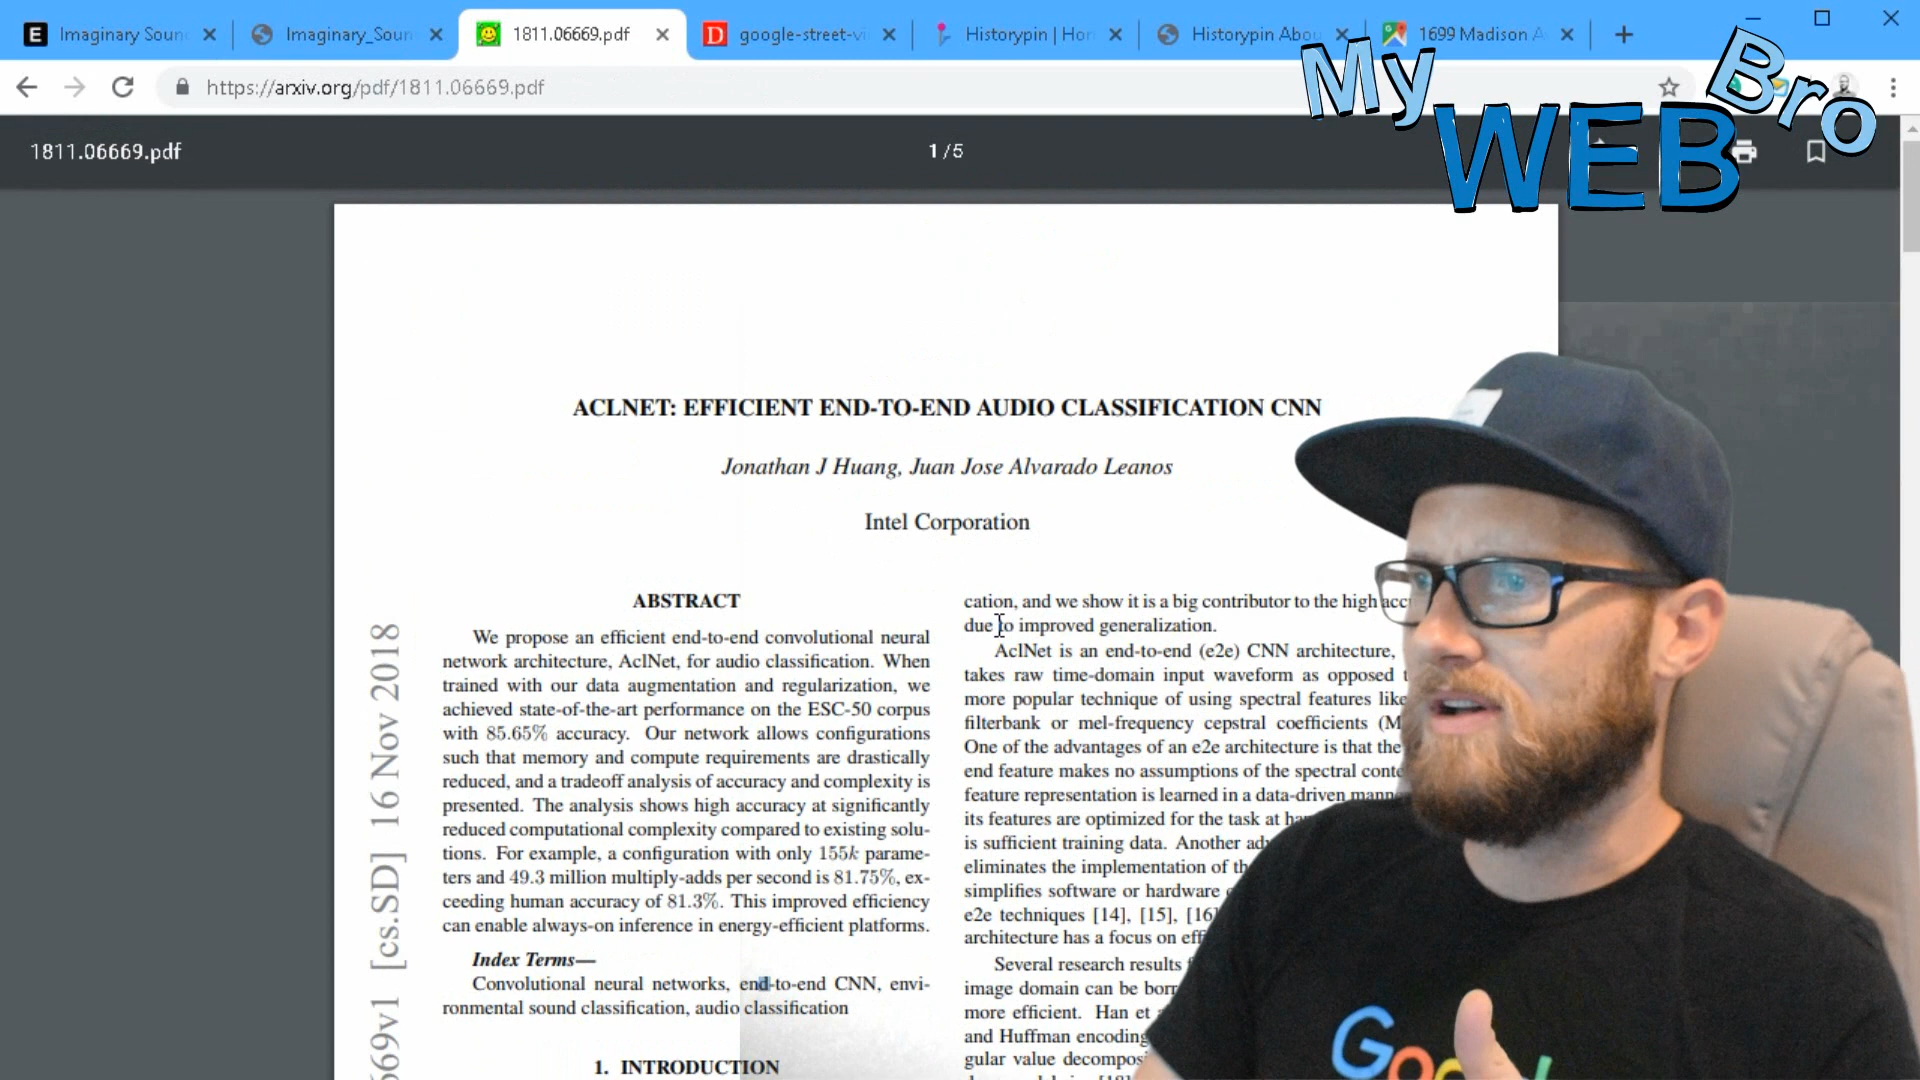 Imaginary Soun
Imaginary_Soun
1811.06669.pdf
google-street-vi
Historypin | Hor
Historypin Abou
1699 Madison A
https://arxiv.org/pdf/1811.06669.pdf
My
WEB
Bro
1811.06669.pdf
1 / 5
ACLNET: EFFICIENT END-TO-END AUDIO CLASSIFICATION CNN
Jonathan J Huang, Juan Jose Alvarado Leanos
Intel Corporation
669v1 [cs.SD] 16 Nov 2018
ABSTRACT
We propose an efficient end-to-end convolutional neural
network architecture, AclNet, for audio classification. When
trained with our data augmentation and regularization, we
achieved state-of-the-art performance on the ESC-50 corpus
with 85.65% accuracy. Our network allows configurations
such that memory and compute requirements are drastically
reduced, and a tradeoff analysis of accuracy and complexity is
presented. The analysis shows high accuracy at significantly
reduced computational complexity compared to existing solu-
tions. For example, a configuration with only 155k parame-
ters and 49.3 million multiply-adds per second is 81.75%, ex-
ceeding human accuracy of 81.3%. This improved efficiency
can enable always-on inference in energy-efficient platforms.
Index Terms—
Convolutional neural networks, end-to-end CNN, envi-
ronmental sound classification, audio classification
1. INTRODUCTION
cation, and we show it is a big contributor to the high acc
due to improved generalization.
AclNet is an end-to-end (e2e) CNN architecture,
takes raw time-domain input waveform as opposed t
more popular technique of using spectral features like
filterbank or mel-frequency cepstral coefficients (M
One of the advantages of an e2e architecture is that the
end feature makes no assumptions of the spectral conte
feature representation is learned in a data-driven mann
its features are optimized for the task at ha
is sufficient training data. Another ad
eliminates the implementation of th
simplifies software or hardware
e2e techniques [14], [15], [16]
architecture has a focus on eff
Several research results
image domain can be borr
more efficient. Han et
and Huffman encoding
gular value decomposi
Goo